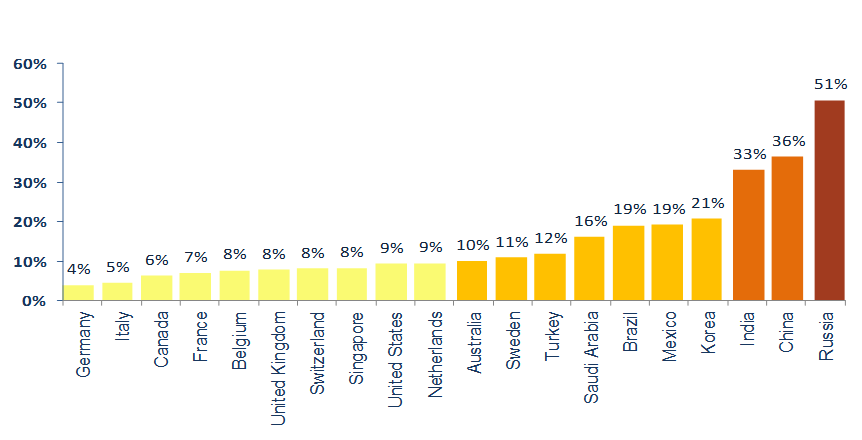 60%
50%
40%
30%
20%
10%
0%
4%
5%
6%
7%
8%
8%
8%
8%
9%
9%
10%
11%
12%
16%
19%
19%
21%
33%
36%
51%
Germany
Italy
Canada
France
Belgium
United Kingdom
Switzerland
Singapore
United States
Netherlands
Australia
Sweden
Turkey
Saudi Arabia
Brazil
Mexico
Korea
India
China
Russia